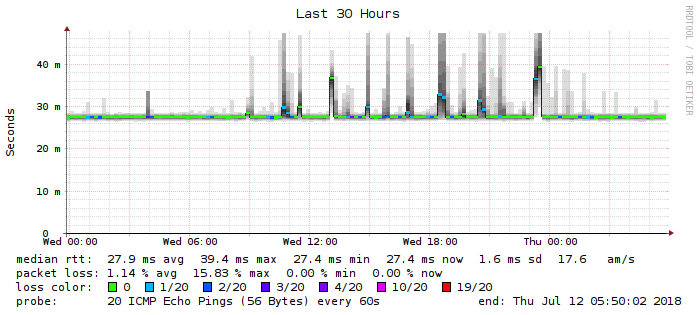 Last 30 Hours
RRDTOOL / TOBI OETIKER
Seconds
40 m
30 m
20 m
10 m
0
Wed 00:00 Wed 06:00 Wed 12:00 Wed 18:00 Thu 00:00
median rtt: 27.9 ms avg 39.4 ms max 27.4 ms min 27.4 ms now 1.6 ms sd 17.6 am/s
packet loss: 1.14 % avg 15.83 % max 0.00 % min 0.00 % now
loss color: 0 1/20 2/20 3/20 4/20 10/20 19/20
probe: 20 ICMP Echo Pings (56 Bytes) every 60s end: Thu Jul 12 05:50:02 2018